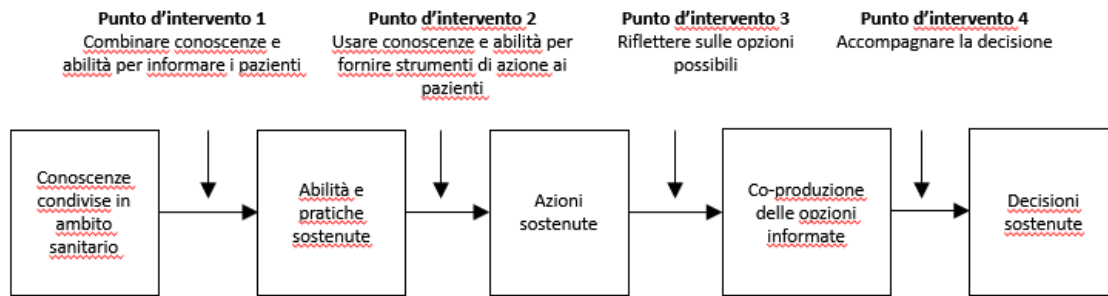 Punto d'intervento 1
Combinare conoscenze e
abilità per informare i pazienti
Punto d'intervento 2
Usare conoscenze e abilità per
fornire strumenti di azione ai
pazienti
Punto d'intervento 3
Riflettere sulle opzioni
possibili
Punto d'intervento 4
Accompagnare la decisione
Conoscenze
condivise in
ambito
sanitario
Abilità e
pratiche
sostenute
Azioni
sostenute
Co-produzione
delle opzioni
informate
Decisioni
sostenute